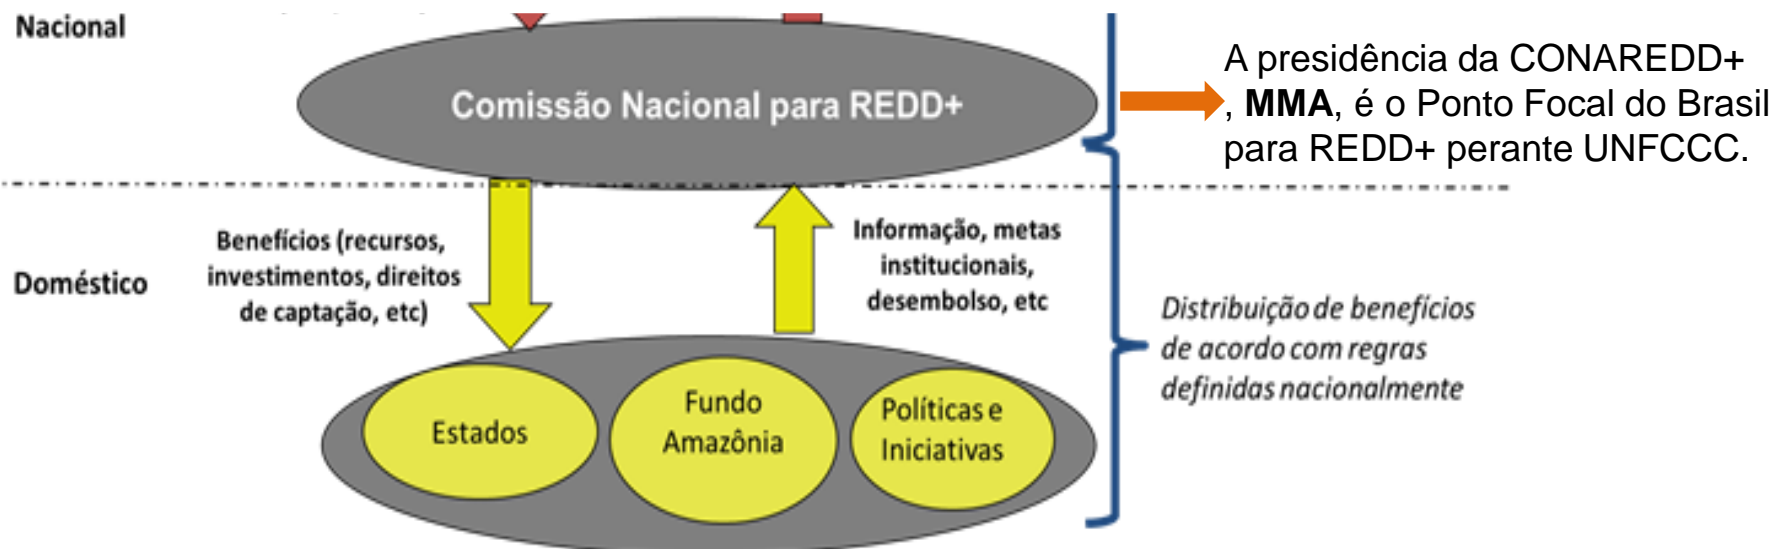 Nacional
Comissão Nacional para REDD+
A presidência da CONAREDD+
, MMA, é o Ponto Focal do Brasil
para REDD+ perante UNFCCC.
Benefícios (recursos,
investimentos, direitos
de captação, etc)
Informação, metas
institucionais,
desembolso, etc
Doméstico
Distribuição de benefícios
de acordo com regras
definidas nacionalmente
Estados
Fundo
Amazônia
Políticas e
Iniciativas